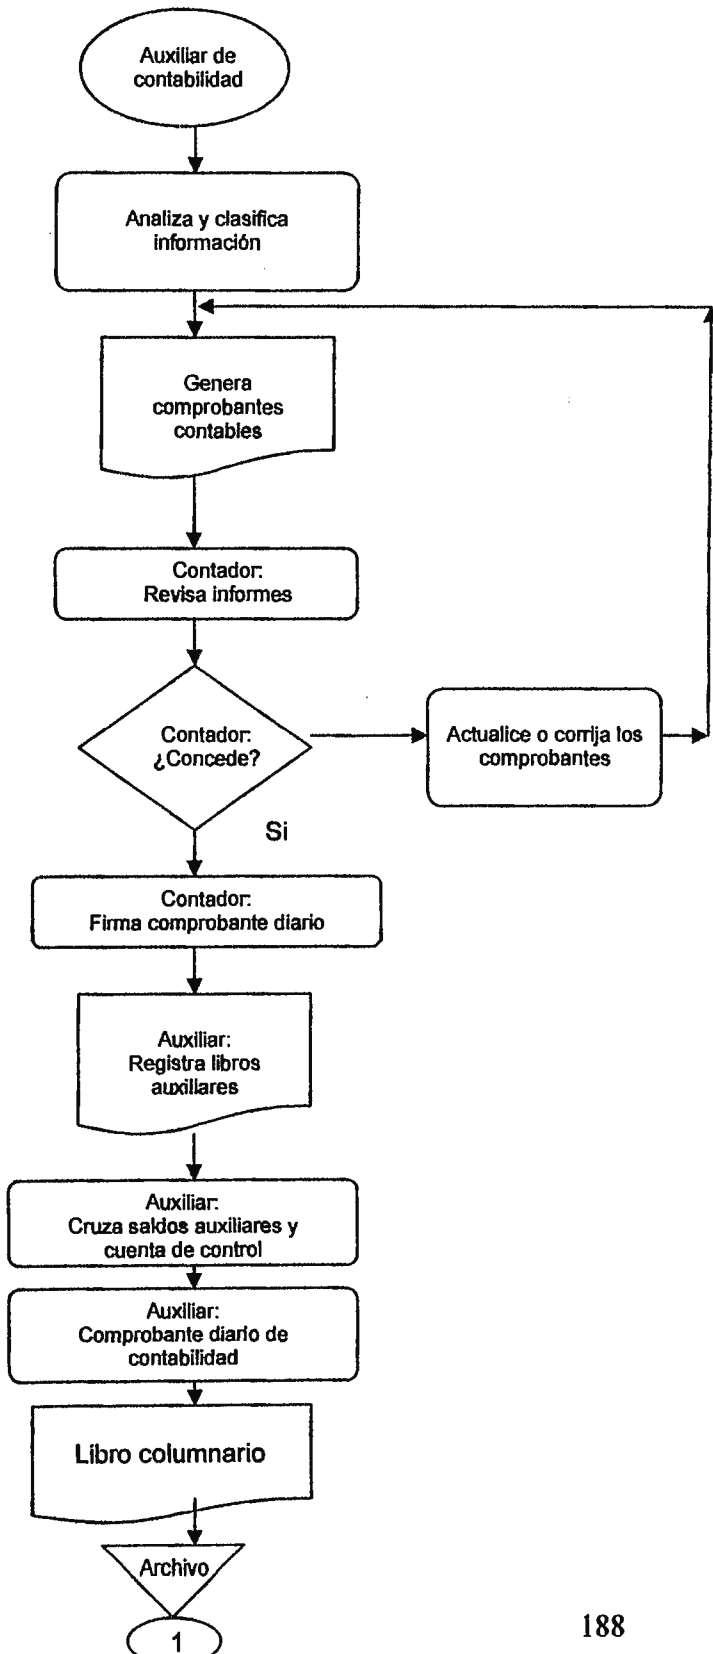 Auxiliar de
contabilidad
Analiza y clasifica
información
Genera
comprobantes
contables
Contador:
Revisa informes
Contador:
¿Concede?
Actualice o corrija los
comprobantes
Si
Contador:
Firma comprobante diario
Auxiliar:
Registra libros
auxiliares
Auxiliar:
Cruza saldos auxiliares y
cuenta de control
Auxiliar:
Comprobante diario de
contabilidad
Libro columnario
Archivo
1
188